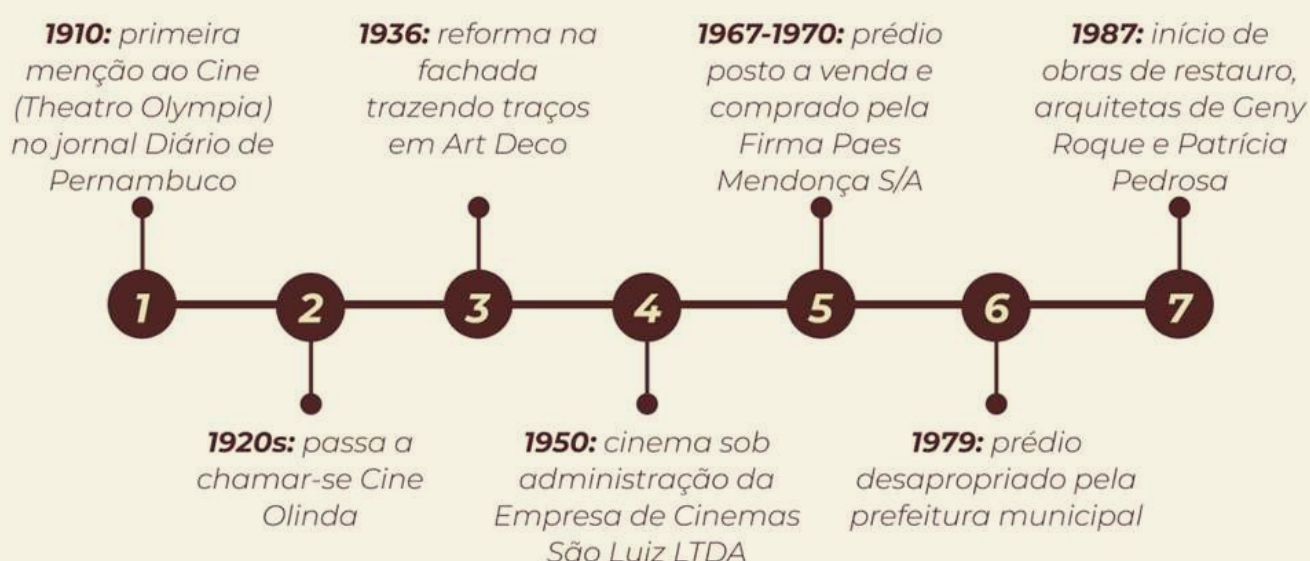 1910: primeira
menção ao Cine
(Theatro Olympia)
no jornal Diário de
Pernambuco
1936: reforma na
fachada
trazendo traços
em Art Deco
1967-1970: prédio
posto a venda e
comprado pela
Firma Paes
Mendonça S/A
1987: início de
obras de restauro,
arquitetas de Geny
Roque e Patrícia
Pedrosa
1
2
3
4
5
6
7
1920s: passa a
chamar-se Cine
Olinda
1950: cinema sob
administração da
Empresa de Cinemas
São Luiz LTDA
1979: prédio
desapropriado pela
prefeitura municipal